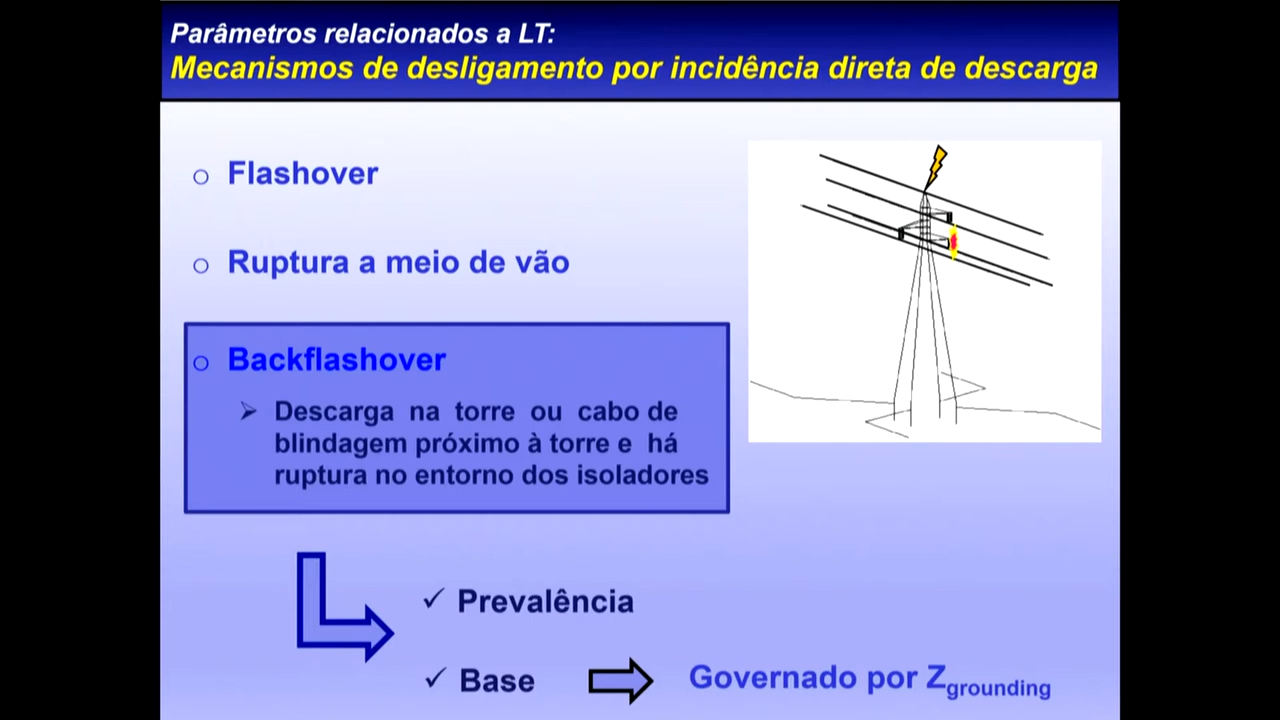 Parâmetros relacionados a LT:
Mecanismos de desligamento por incidência direta de descarga
Flashover
Ruptura a meio de vão
Backflashover
Descarga na torre ou cabo de
blindagem próximo à torre e há
ruptura no entorno dos isoladores
Prevalência
Base
Governado por Zgrounding